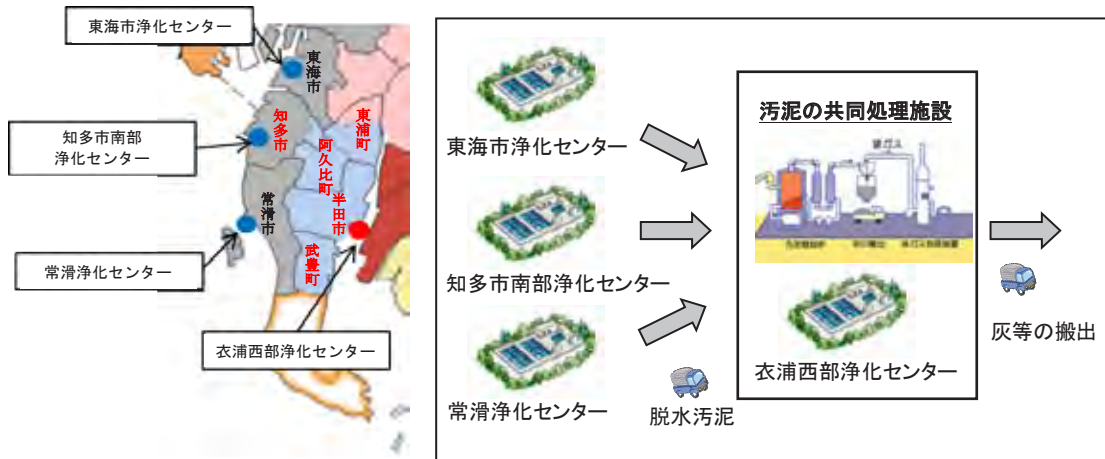 東海市浄化センター
東海市
知多市南部
浄化センター
知多市
東浦町
阿久比町
半田市
常滑市
武豊町
常滑浄化センター
衣浦西部浄化センター
東海市浄化センター
知多市南部浄化センター
常滑浄化センター
脱水汚泥
汚泥の共同処理施設
衣浦西部浄化センター
灰等の搬出